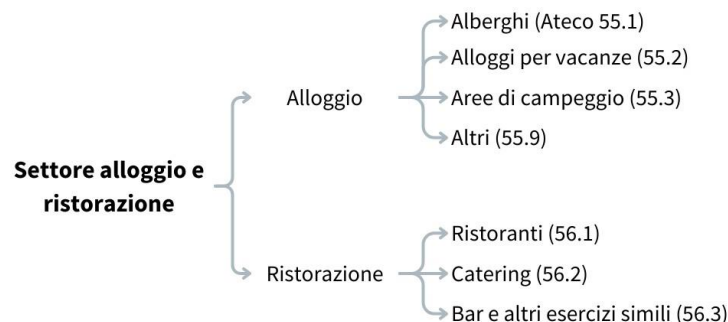 Settore alloggio e
ristorazione
Alloggio
Alberghi (Ateco 55.1)
Alloggi per vacanze (55.2)
Aree di campeggio (55.3)
Altri (55.9)
Ristorazione
Ristoranti (56.1)
Catering (56.2)
Bar e altri esercizi simili (56.3)